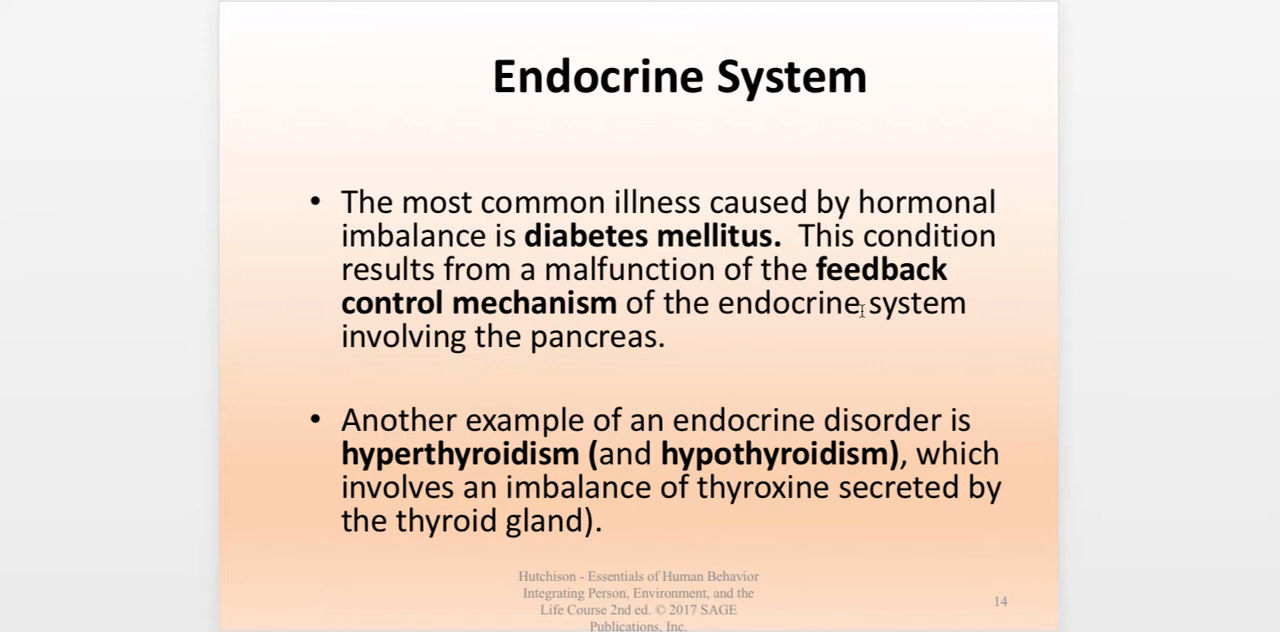 Endocrine System
• The most common illness caused by hormonal
imbalance is diabetes mellitus.  This condition
results from a malfunction of the feedback
control mechanism of the endocrine system
involving the pancreas.
• Another example of an endocrine disorder is
hyperthyroidism (and hypothyroidism), which
involves an imbalance of thyroxine secreted by
the thyroid gland).
Hutchison - Essentials of Human Behavior
Integrating Person, Environment, and the
Life Course 2nd ed. © 2017 SAGE
Publications, Inc.
14